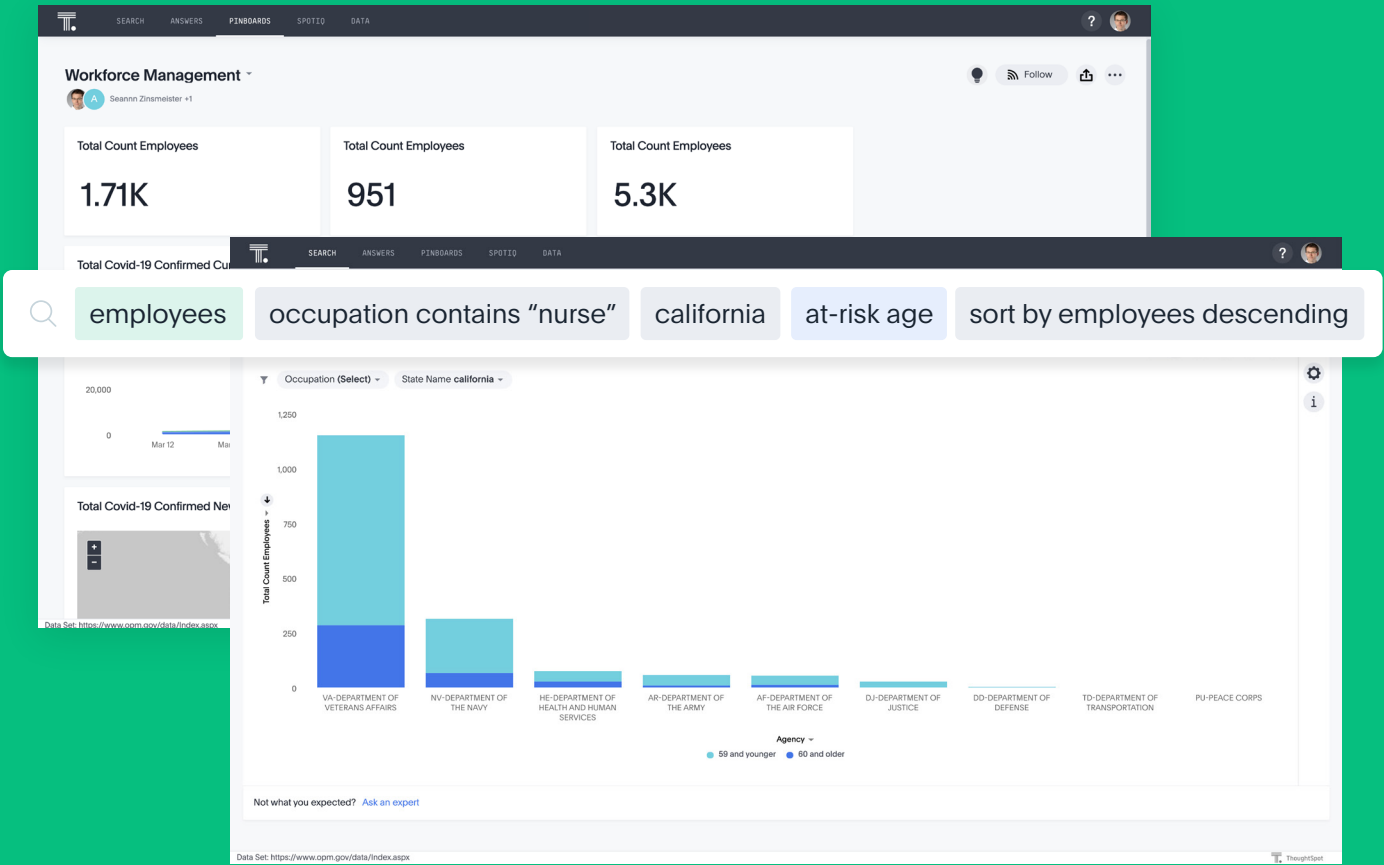 SEARCH ANSWERS PINBOARDS SPOTIQ DATA ?
Workforce Management
Follow
A Seannn Zinsmeister +1
Total Count Employees
1.71K
Total Count Employees
951
Total Count Employees
5.3K
Total Covid-19 Confirmed
SEARCH ANSWERS PINBOARDS SPOTIQ DATA ?
employees occupation contains “nurse” california at-risk age sort by employees descending
20,000
0
Mar 12
Total Covid-19 Confirmed
+
−
Data Set: https://www.opm.gov/data/Index.aspx
Occupation (Select) State Name california
i
1,250
1,000
750
500
250
0
Total Count Employees
VA-DEPARTMENT OF
VETERANS AFFAIRS
NV-DEPARTMENT OF
THE NAVY
HE-DEPARTMENT OF
HEALTH AND HUMAN
SERVICES
AR-DEPARTMENT OF
THE ARMY
AF-DEPARTMENT OF
THE AIR FORCE
DJ-DEPARTMENT OF
JUSTICE
DD-DEPARTMENT OF
DEFENSE
TD-DEPARTMENT OF
TRANSPORTATION
PU-PEACE CORPS
Agency
59 and younger 60 and older
Not what you expected? Ask an expert
Data Set: https://www.opm.gov/data/Index.aspx
ThoughtSpot